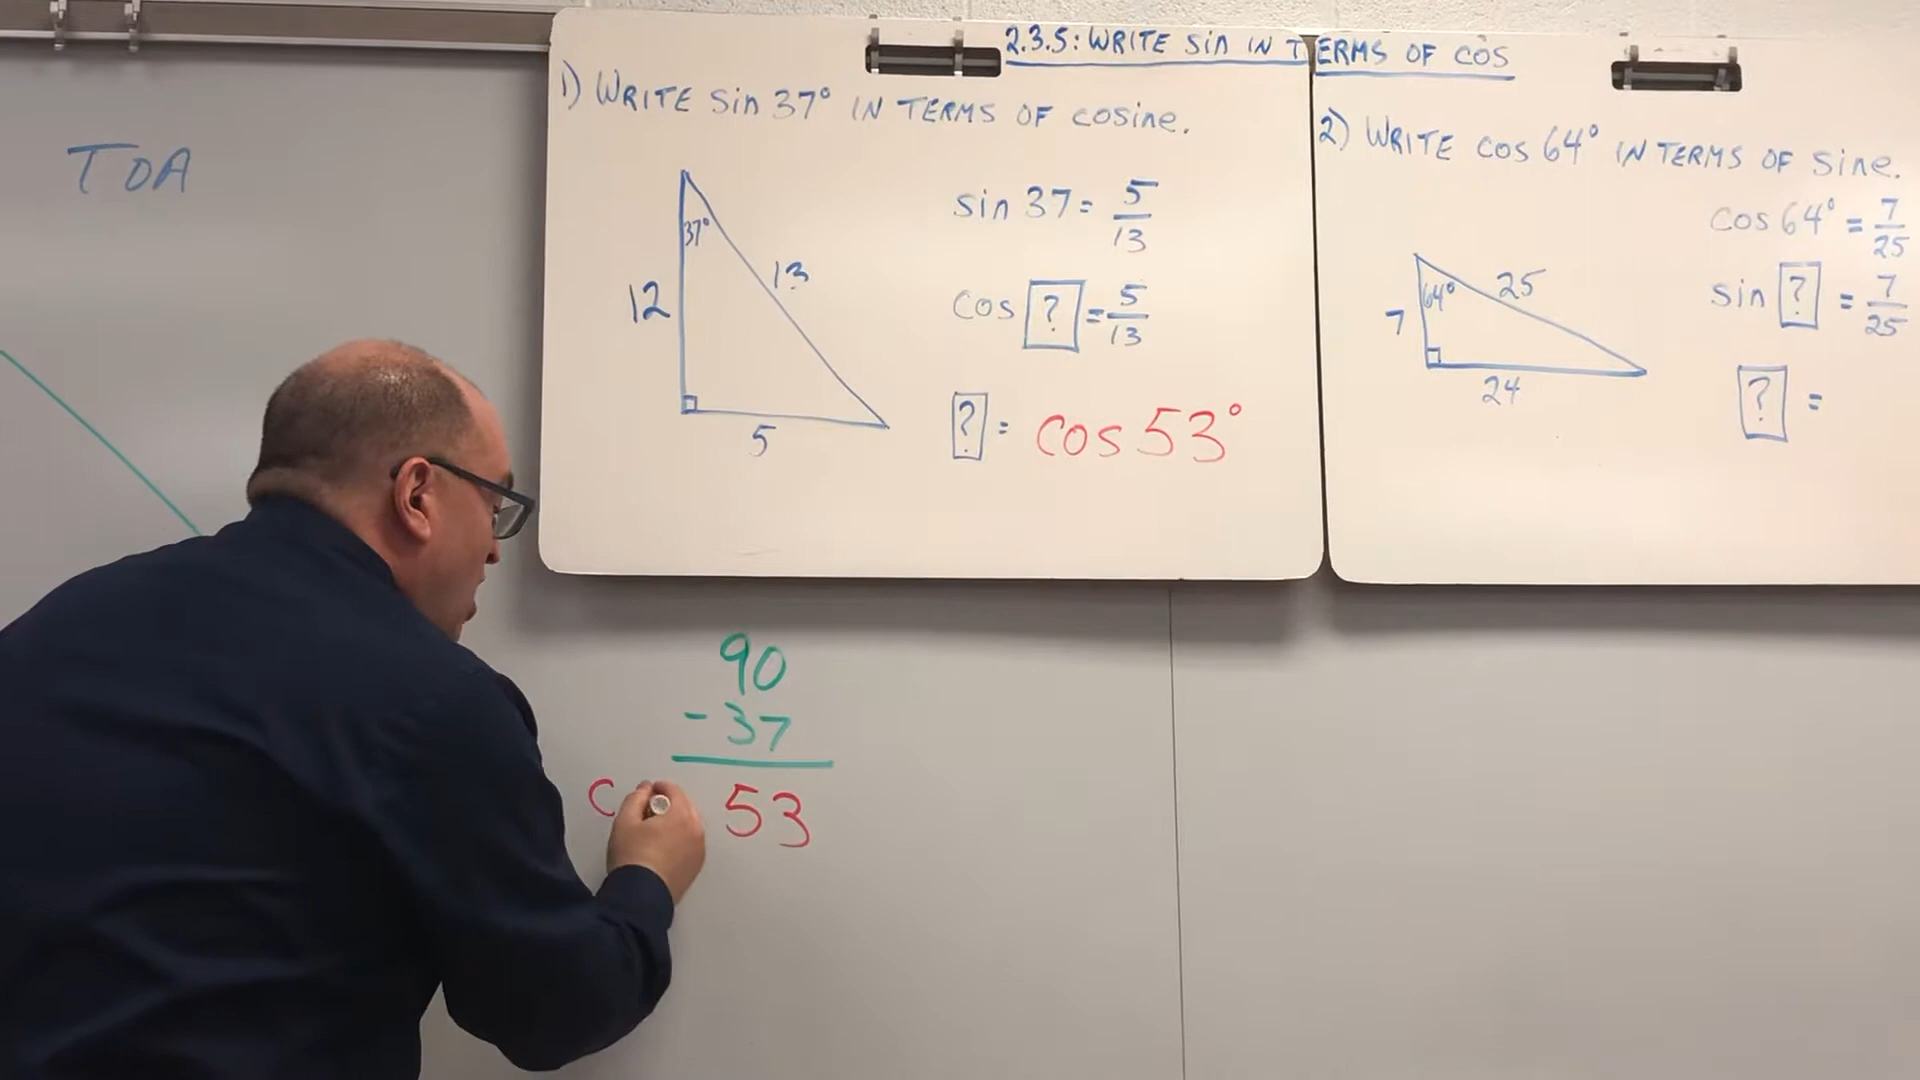 TOA
2.3.5: WRITE sin IN TERMS OF COS
1) WRITE sin 37° IN TERMS OF cosine.
37°
12
13
5
sin 37 = 5/13
cos ? = 5/13
? = cos 53°
2) WRITE cos 64° IN TERMS OF sine.
64°
7
25
24
cos 64° = 7/25
sin ? = 7/25
? =
90
-37
c 53